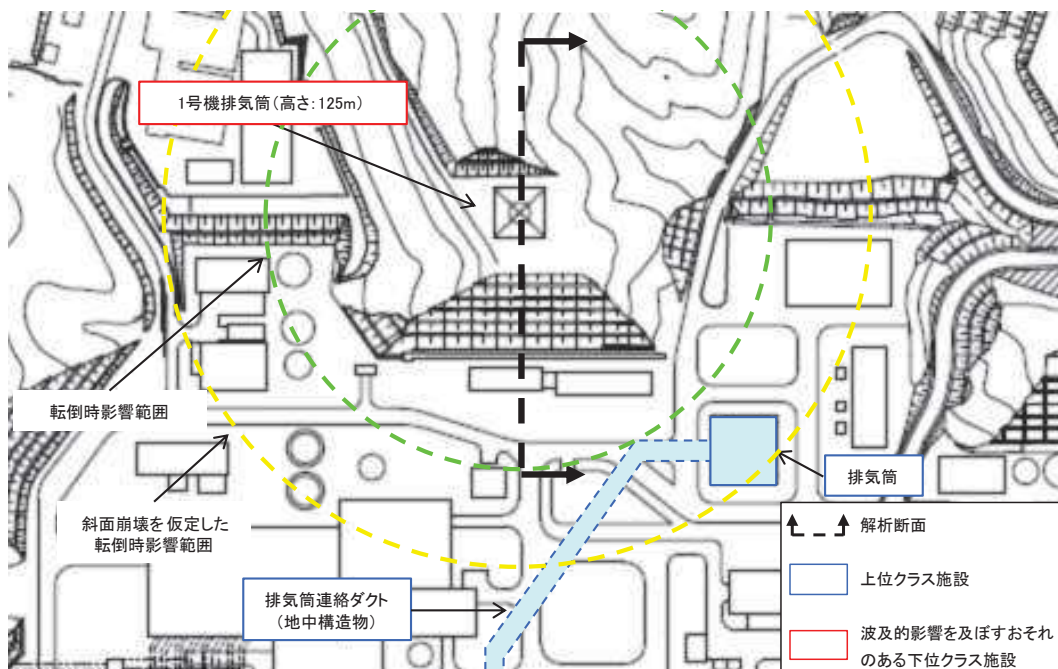 1号機排気筒(高さ:125m)
転倒時影響範囲
斜面崩壊を仮定した
転倒時影響範囲
排気筒連絡ダクト
(地中構造物)
排気筒
解析断面
上位クラス施設
波及的影響を及ぼすおそれ
のある下位クラス施設